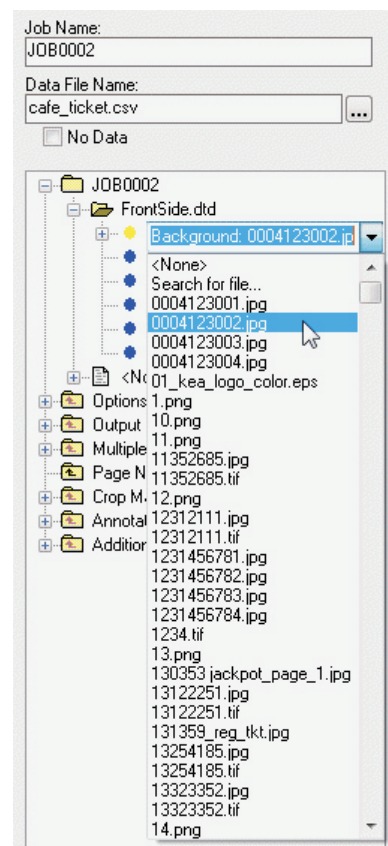 Job Name:
JOB0002
Data File Name:
cafe_ticket.csv
...
No Data
JOB0002
FrontSide.dtd
Background: 0004123002.jp
<None>
Search for file...
0004123001.jpg
0004123002.jpg
0004123003.jpg
0004123004.jpg
<No
01_kea_logo_color.eps
Options
1.png
10.png
Output
11.png
Multiple
11352685.jpg
Page N
11352685.tif
Crop M
12.png
Annotat
12312111.jpg
12312111.tif
Addition
1231456781.jpg
1231456782.jpg
1231456783.jpg
1231456784.jpg
1234.tif
13.png
130353 jackpot_page_1.jpg
13122251.jpg
13122251.tif
131359_reg_tkt.jpg
13254185.jpg
13254185.tif
13323352.jpg
13323352.tif
14.png